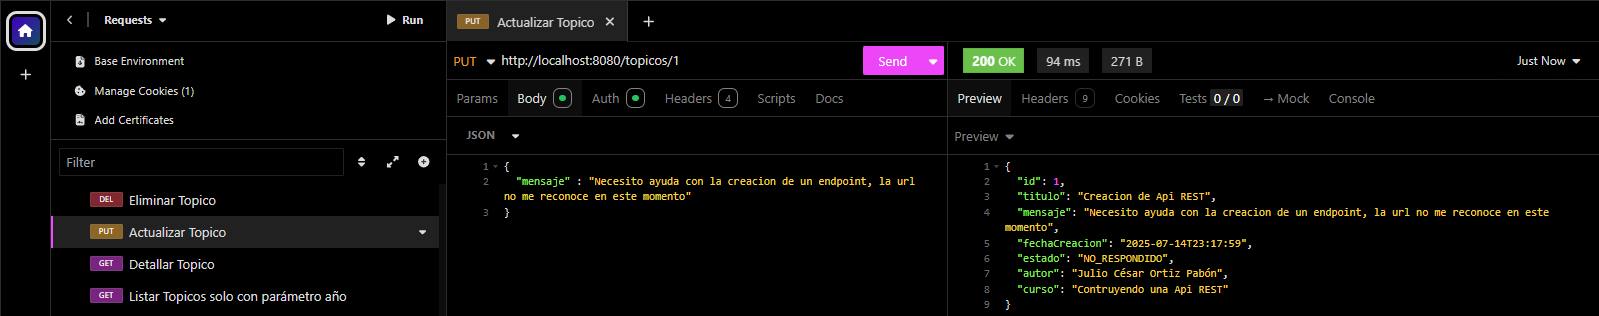 Requests
Run
Base Environment
Manage Cookies (1)
Add Certificates
Filter
DEL Eliminar Topico
PUT Actualizar Topico
GET Detallar Topico
GET Listar Topicos solo con parámetro año
PUT Actualizar Topico
PUT http://localhost:8080/topicos/1 Send
Params Body Auth Headers 4 Scripts Docs
JSON
1 {
2 "mensaje" : "Necesito ayuda con la creacion de un endpoint, la url
no me reconoce en este momento"
3 }
200 OK 94 ms 271 B Just Now
Preview Headers 9 Cookies Tests 0 / 0 → Mock Console
Preview
1 {
2 "id": 1,
3 "titulo": "Creacion de Api REST",
4 "mensaje": "Necesito ayuda con la creacion de un endpoint, la url no me reconoce en este
momento",
5 "fechaCreacion": "2025-07-14T23:17:59",
6 "estado": "NO_RESPONDIDO",
7 "autor": "Julio César Ortiz Pabón",
8 "curso": "Contruyendo una Api REST"
9 }